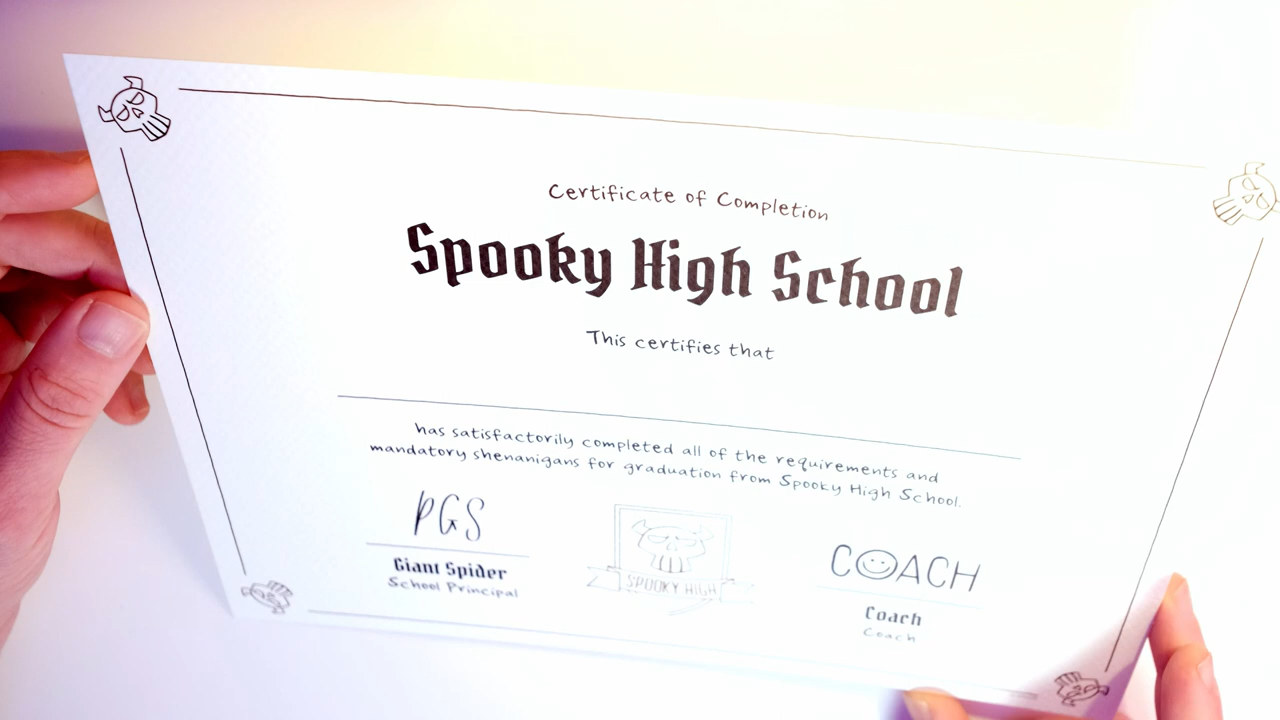 Certificate of Completion
Spooky High School
This certifies that
has satisfactorily completed all of the requirements and
mandatory shenanigans for graduation from Spooky High School.
PGS
Giant Spider
School Principal
SPOOKY HIGH
COACH
Coach
Coach